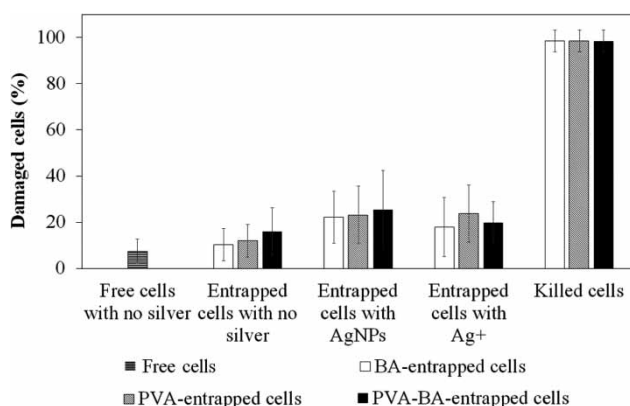 Damaged cells (%)
100
80
60
40
20
0
Free cells Entrapped Entrapped Entrapped Killed cells
with no silver cells with no cells with cells with
silver AgNPs Ag+
Free cells BA-entrapped cells
PVA-entrapped cells PVA-BA-entrapped cells